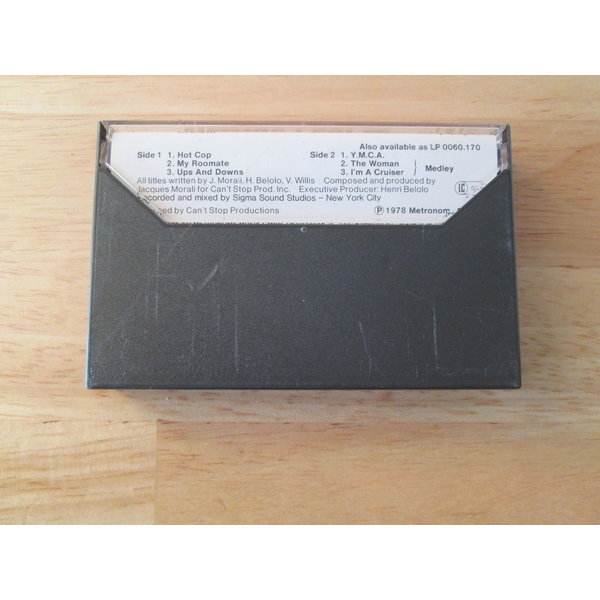 Also available as LP 0060.170
Side 1 1. Hot Cop Side 2 1. Y.M.C.A.
2. My Roomate 2. The Woman
3. Ups and Downs 3. I'm A Cruiser } Medley
All titles written by J. Morali, H. Belolo, V. Willis Composed and produced by
Jacques Morali for Can't Stop Prod. Inc. Executive Producer: Henri Belolo
recorded and mixed by Sigma Sound Studios – New York City
by Can't Stop Productions Ⓟ 1978 Metronom
LC